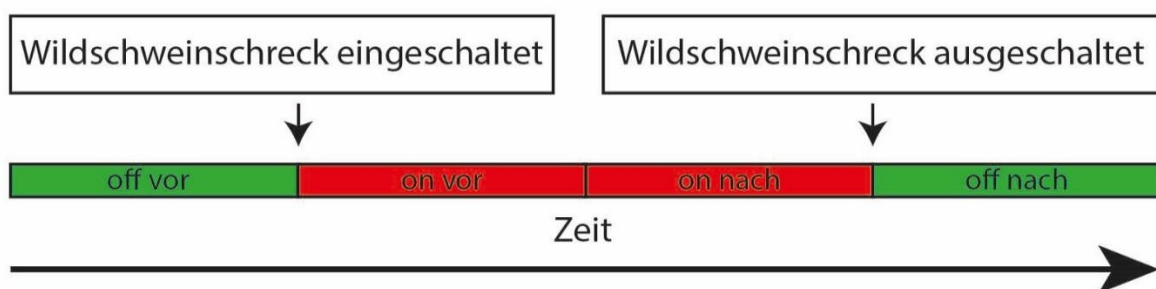 Wildschweinschreck eingeschaltet
Wildschweinschreck ausgeschaltet
off vor
on vor
on nach
off nach
Zeit